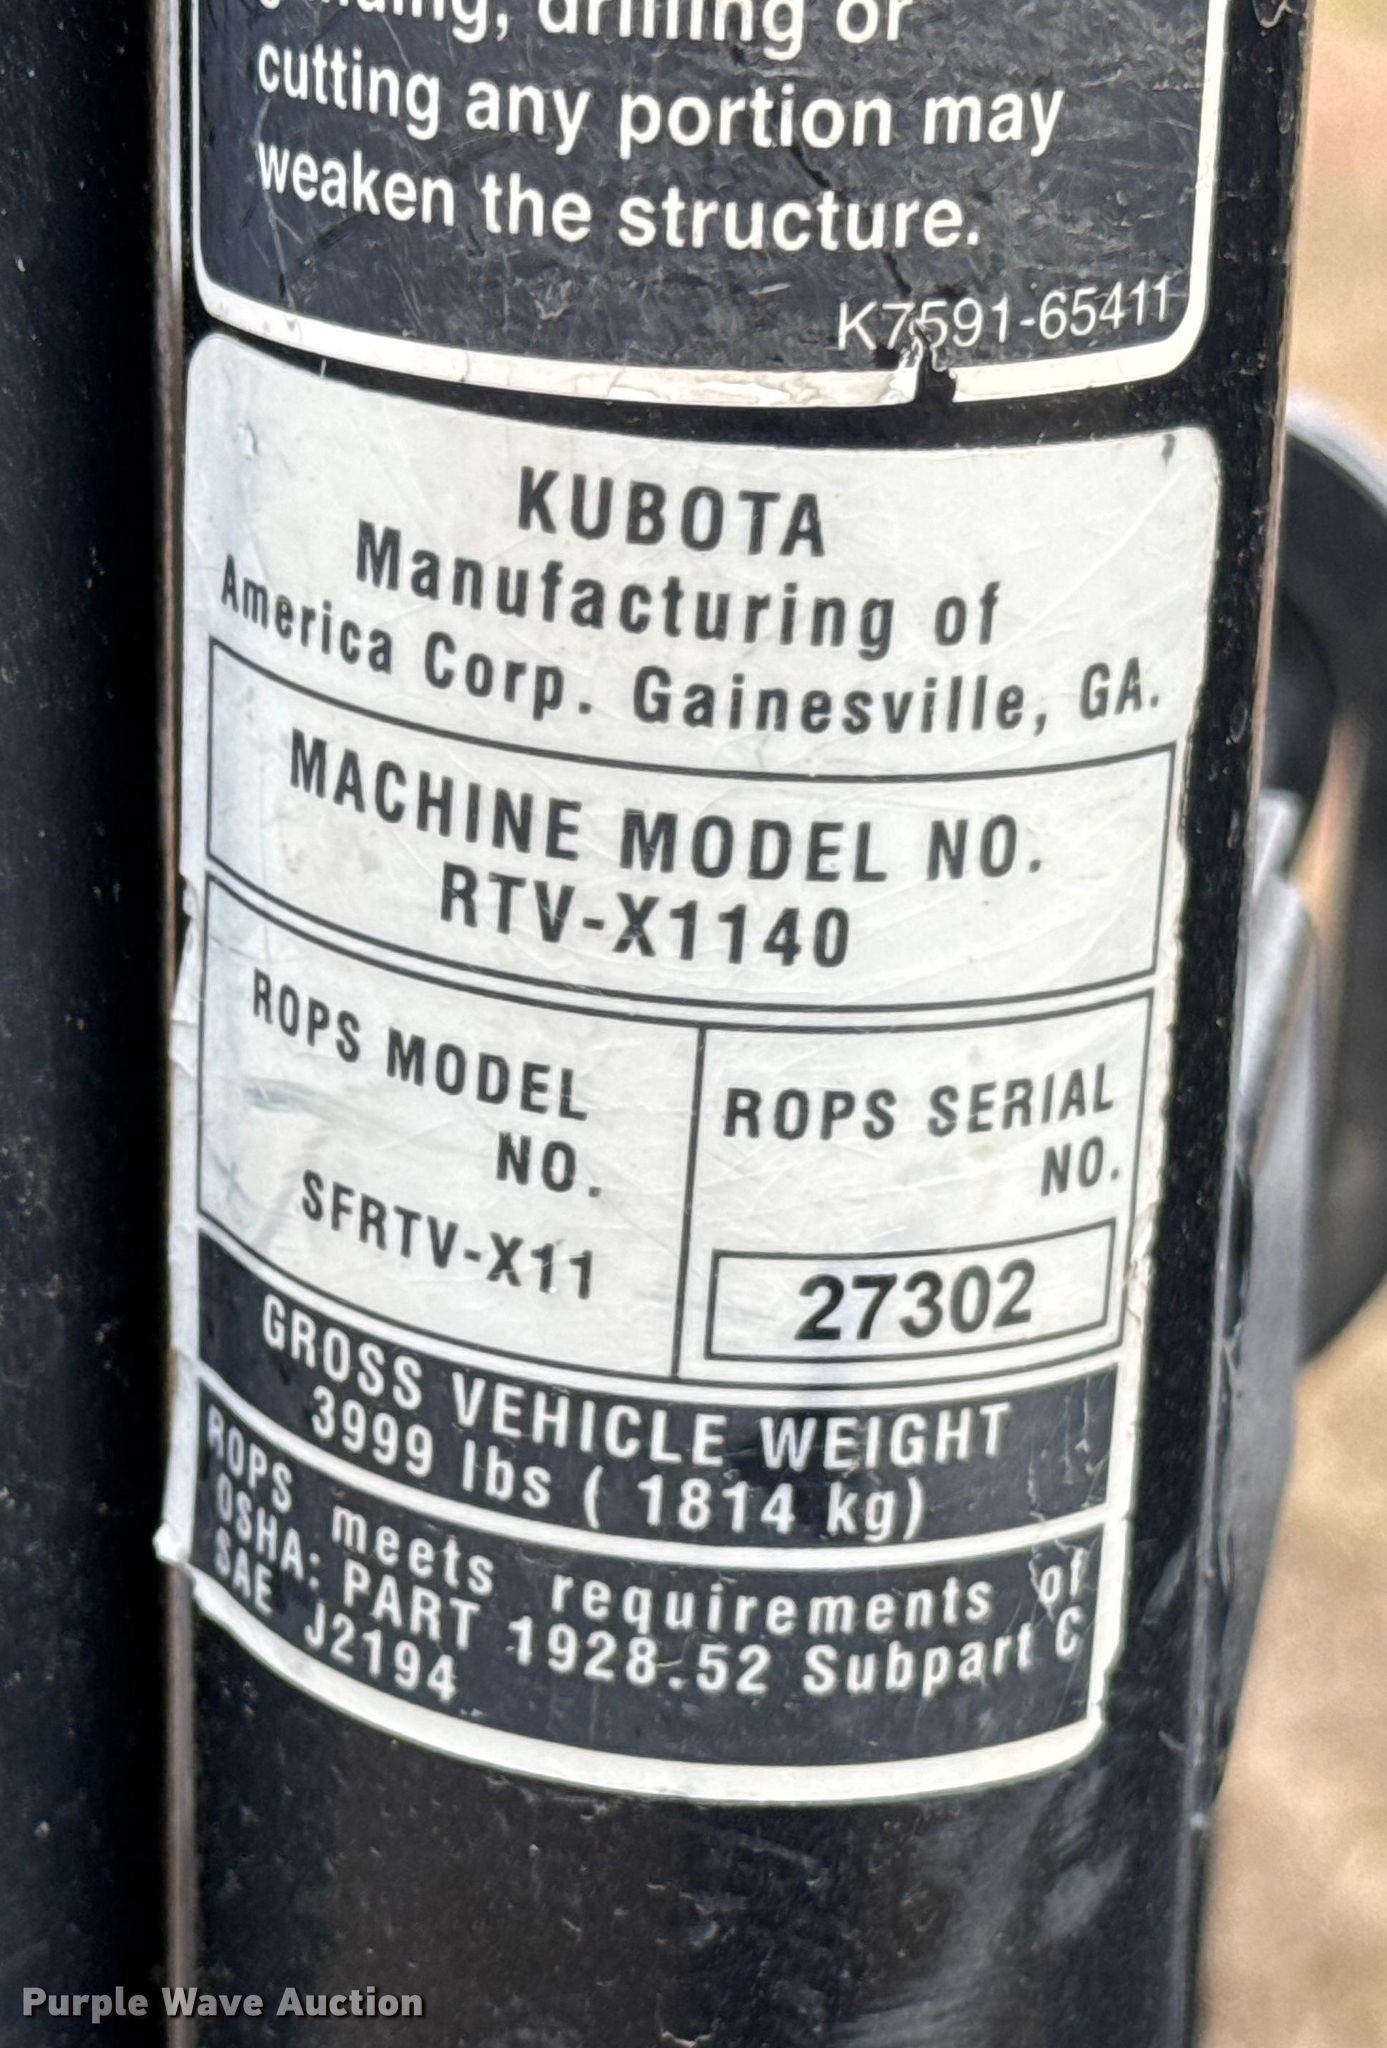 drilling or
cutting any portion may
weaken the structure.
K7591-65411
KUBOTA
Manufacturing of
America Corp. Gainesville, GA.
MACHINE MODEL NO.
RTV-X1140
ROPS MODEL
NO.
SFRTV-X11
ROPS SERIAL
NO.
27302
GROSS VEHICLE WEIGHT
3999 lbs ( 1814 kg)
ROPS meets requirements of
OSHA: PART 1928.52 Subpart C
SAE J2194
Purple Wave Auction